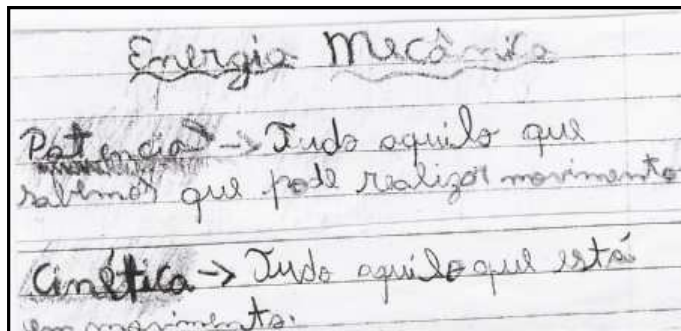 Energia Mecânica
Potencial -> Tudo aquilo que
sabemos que pode realizar movimento
Cinética -> Tudo aquilo que está
em movimento.